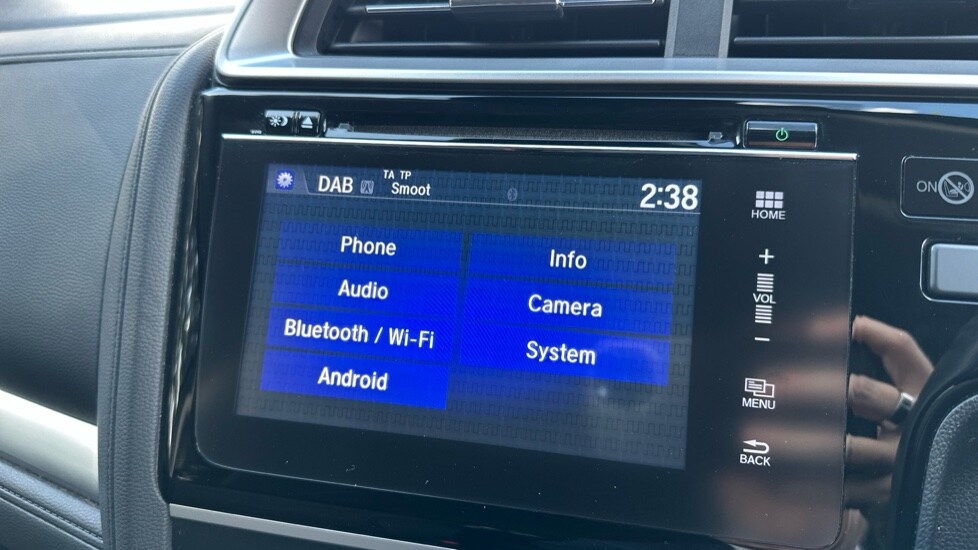 TA TP
DAB Smoot 2:38
Phone
Info
Audio
Camera
Bluetooth / Wi-Fi
System
Android
HOME
+
VOL
−
MENU
BACK
ON